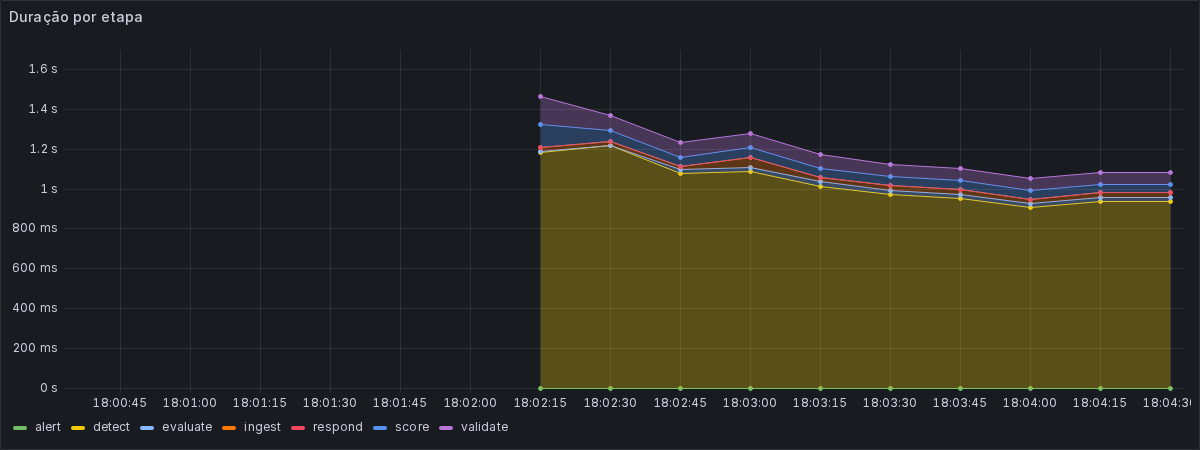 Duração por etapa
1.6 s
1.4 s
1.2 s
1 s
800 ms
600 ms
400 ms
200 ms
0 s
18:00:45 18:01:00 18:01:15 18:01:30 18:01:45 18:02:00 18:02:15 18:02:30 18:02:45 18:03:00 18:03:15 18:03:30 18:03:45 18:04:00 18:04:15 18:04:30
alert detect evaluate ingest respond score validate